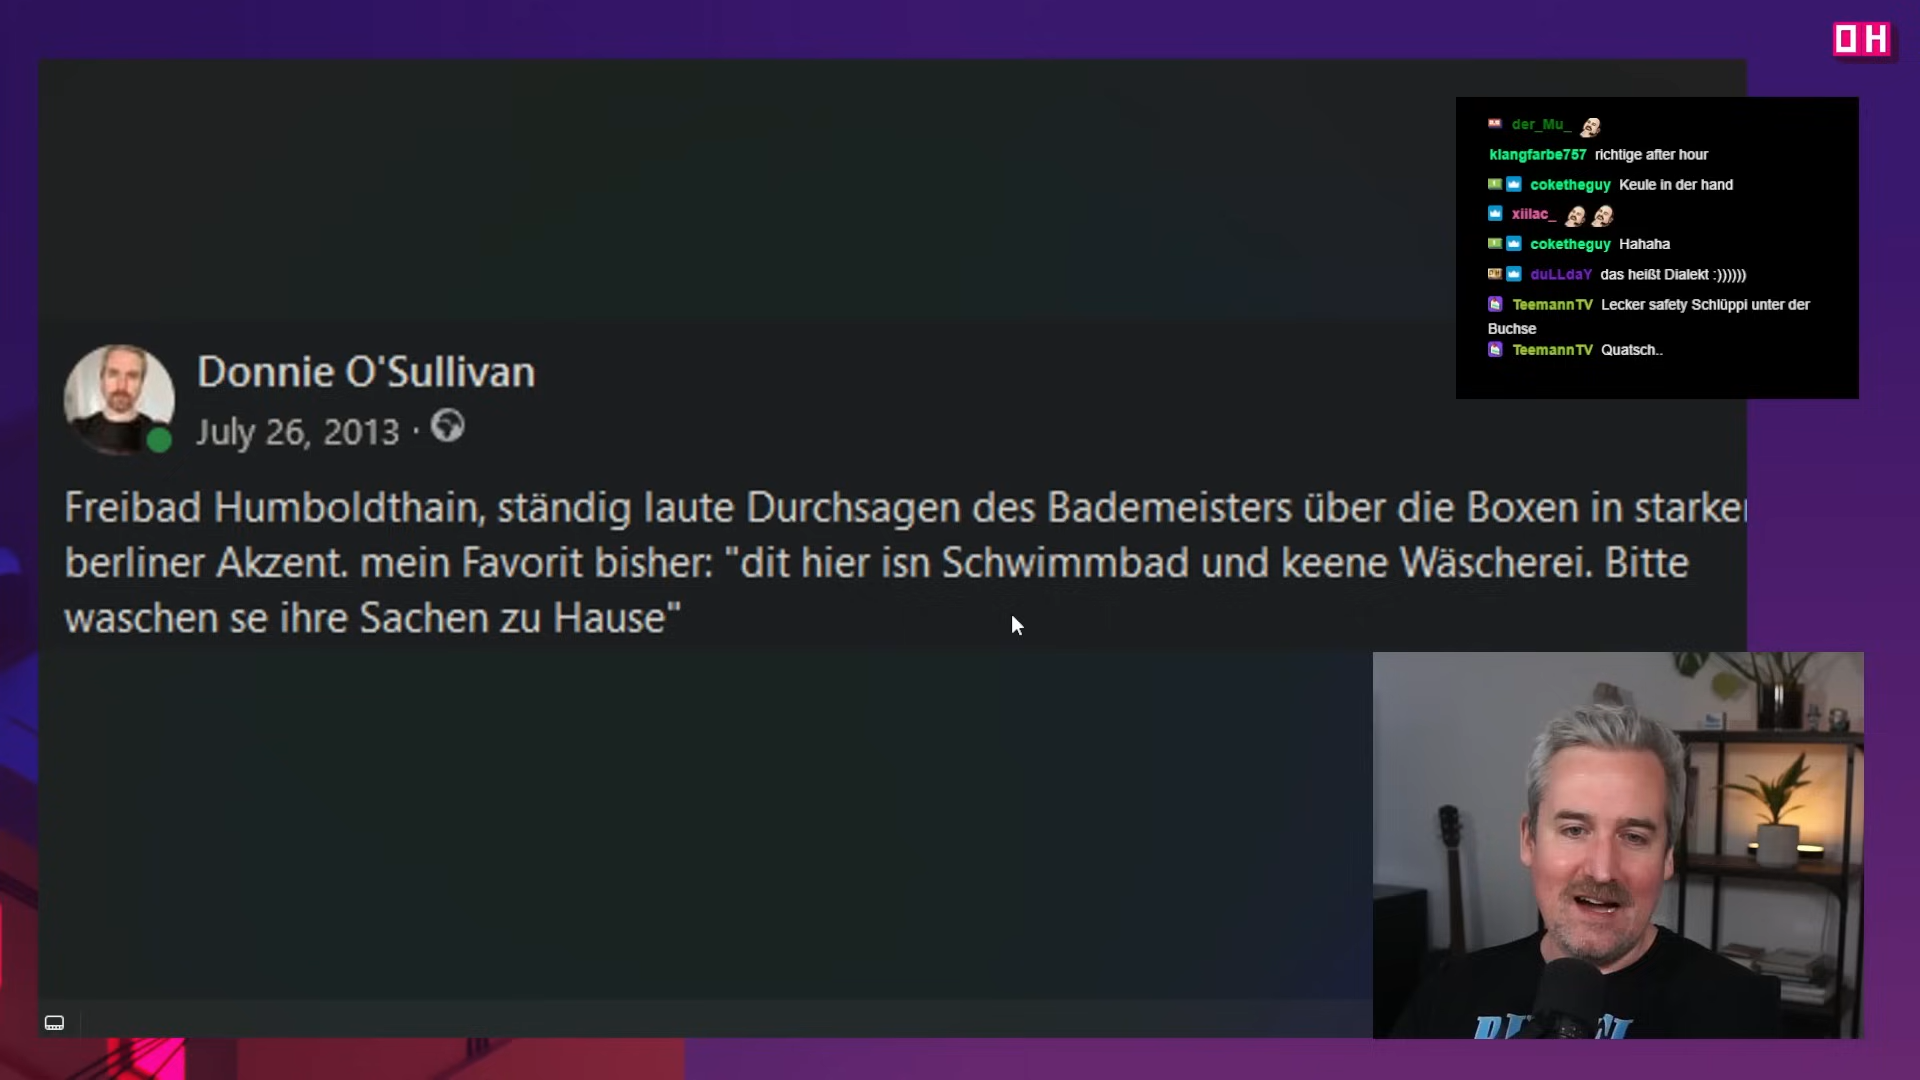 OH
der_Mu_
klangfarbe757 richtige after hour
coketheguy Keule in der hand
xiilac_
coketheguy Hahaha
duLLdaY das heißt Dialekt :))))))
TeemannTV Lecker safety Schlüppi unter der
Buchse
TeemannTV Quatsch..
Donnie O'Sullivan
July 26, 2013 ·
Freibad Humboldthain, ständig laute Durchsagen des Bademeisters über die Boxen in starke
berliner Akzent. mein Favorit bisher: "dit hier isn Schwimmbad und keene Wäscherei. Bitte
waschen se ihre Sachen zu Hause"